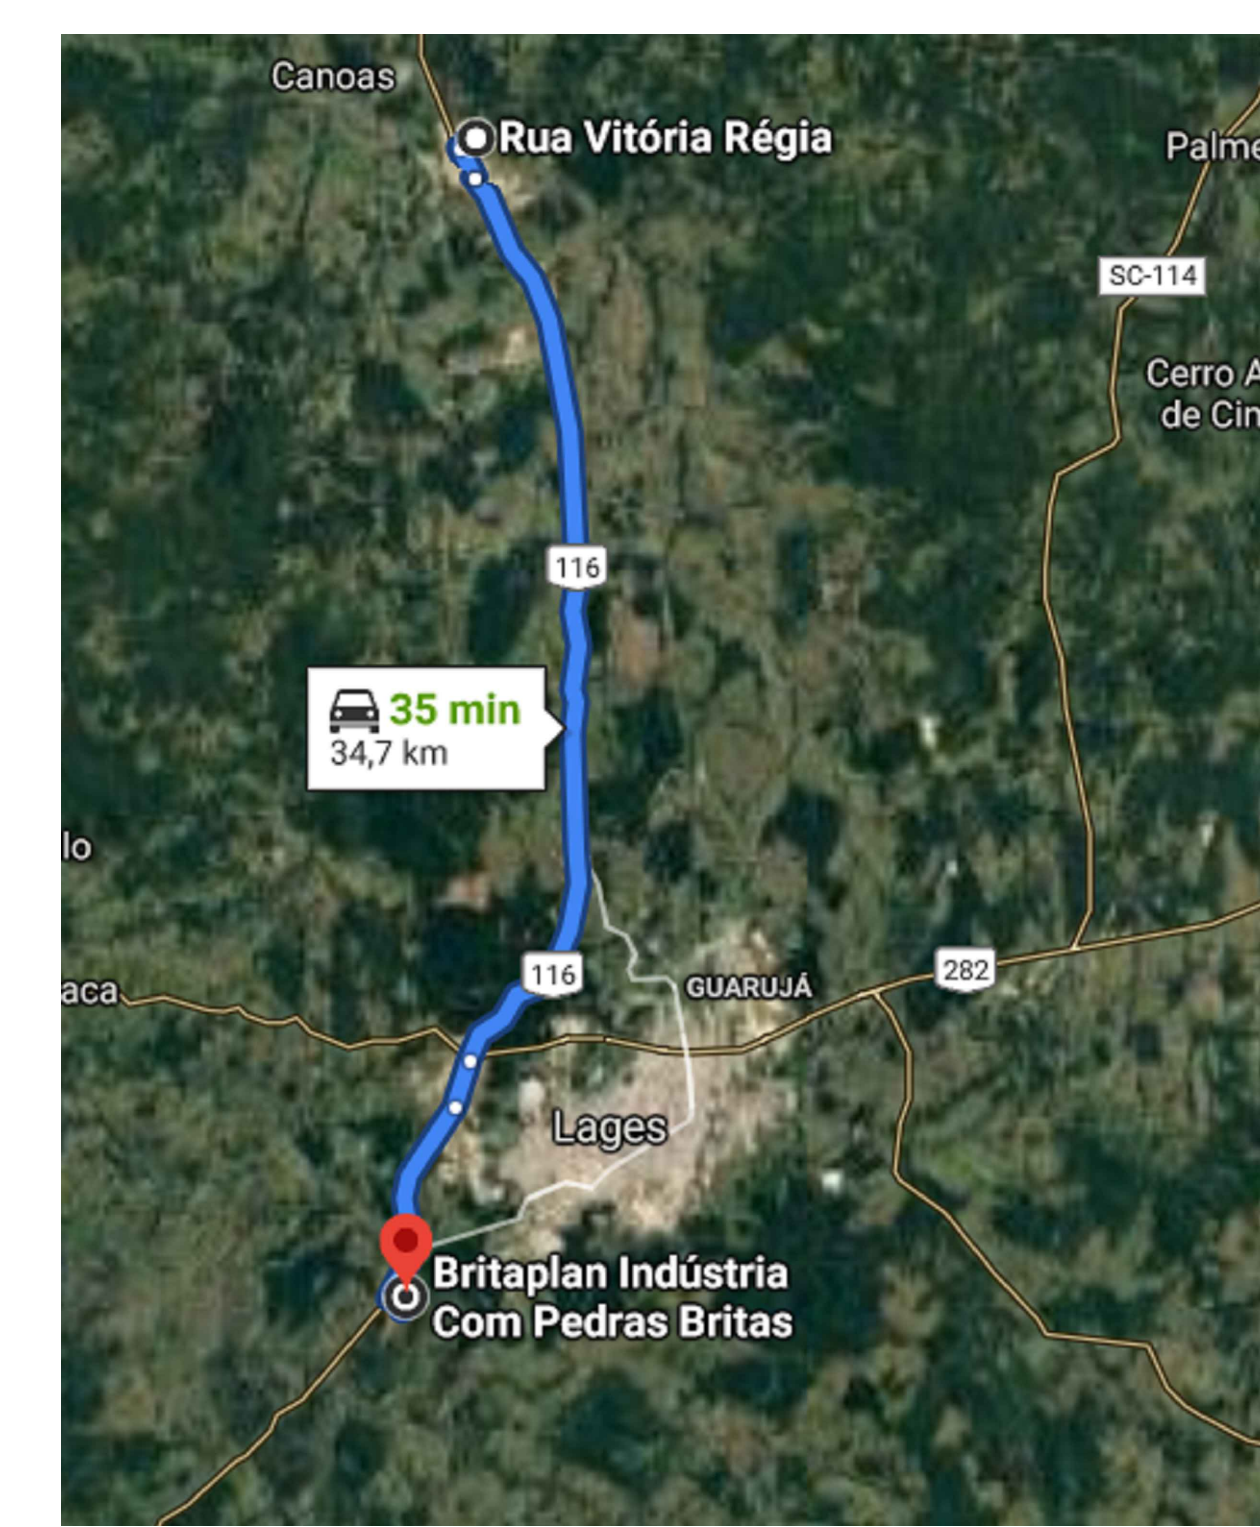 Canoas
Rua Vitória Régia
Palme
SC-114
Cerro A
de Cin
116
35 min
34,7 km
lo
116
282
aca
GUARUJÁ
Lages
Britaplan Indústria
Com Pedras Britas